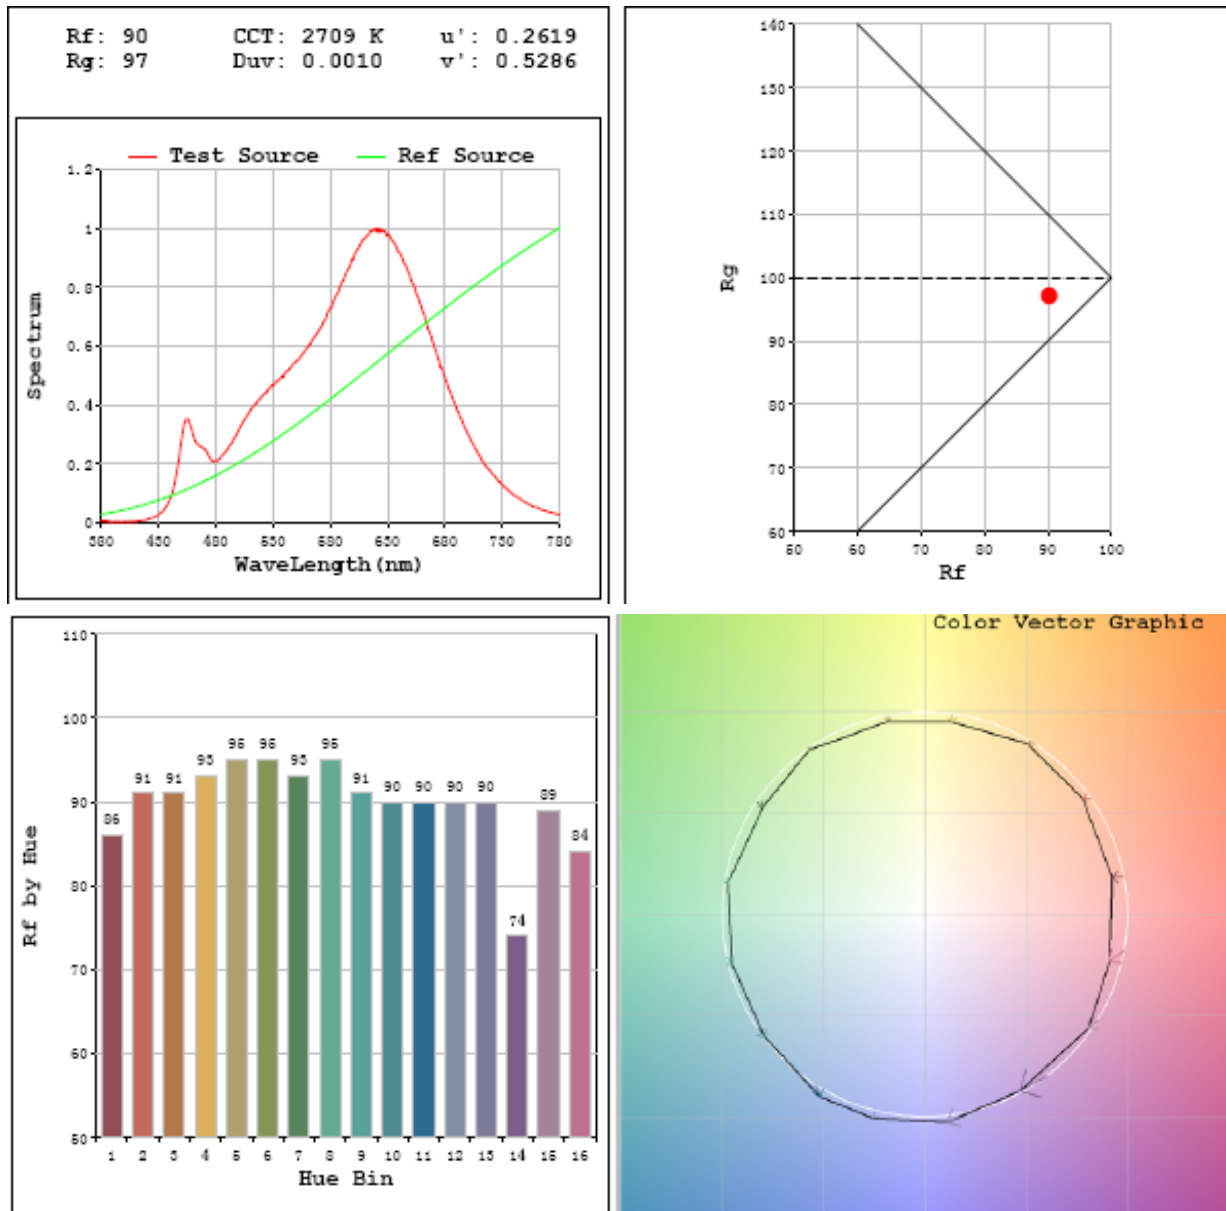 Rf: 90 CCT: 2709 K u': 0.2619
Rg: 97 Duv: 0.0010 v': 0.5286
Test Source Ref Source
1.2
1
0.8
0.6
0.4
0.2
0
Spectrum
380 430 480 530 580 630 680 730 780
WaveLength(nm)
140
130
120
110
100
90
80
70
60
Rg
50 60 70 80 90 100
Rf
110
100
90
80
70
60
50
Rf by Hue
86 91 91 93 95 95 93 95 91 90 90 90 90 74 89 84
1 2 3 4 5 6 7 8 9 10 11 12 13 14 15 16
Hue Bin
Color Vector Graphic